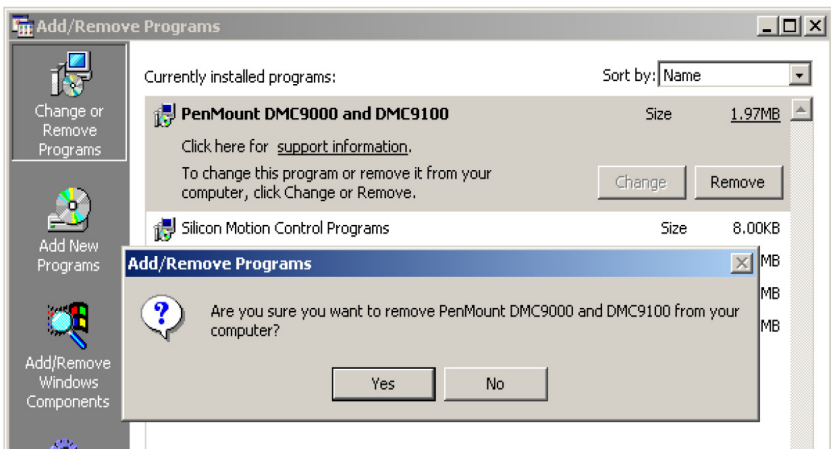 Add/Remove Programs
Currently installed programs:
Sort by: Name
Change or
Remove
Programs
PenMount DMC9000 and DMC9100
Size
1.97MB
Click here for support information.
To change this program or remove it from your
computer, click Change or Remove.
Change
Remove
Add New
Programs
Silicon Motion Control Programs
Size
8.00KB
MB
MB
MB
Add/Remove Programs
Are you sure you want to remove PenMount DMC9000 and DMC9100 from your
computer?
Yes
No
Add/Remove
Windows
Components